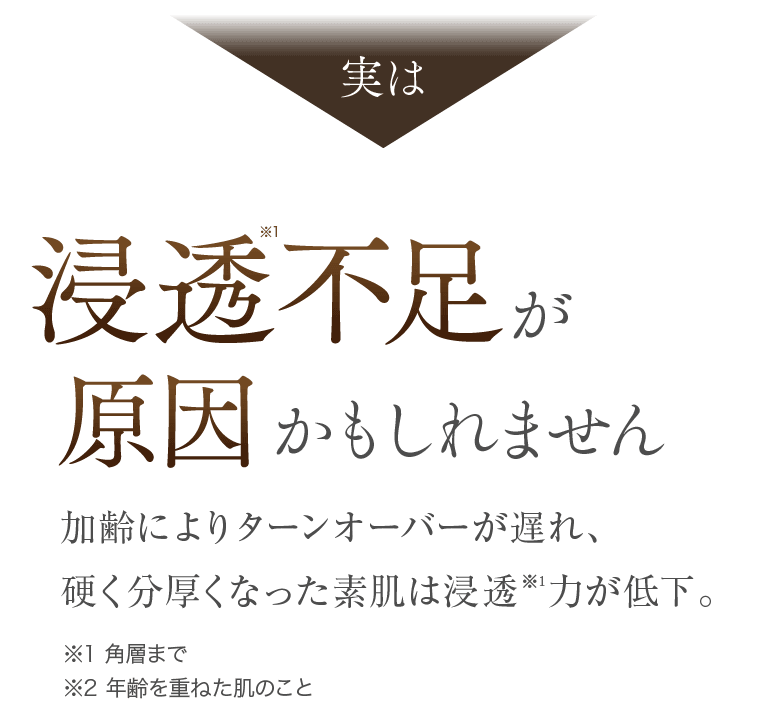 実は
浸透※1不足が
原因かもしれません
加齢によりターンオーバーが遅れ、
硬く分厚くなった素肌は浸透※1力が低下。
※1 角層まで
※2 年齢を重ねた肌のこと